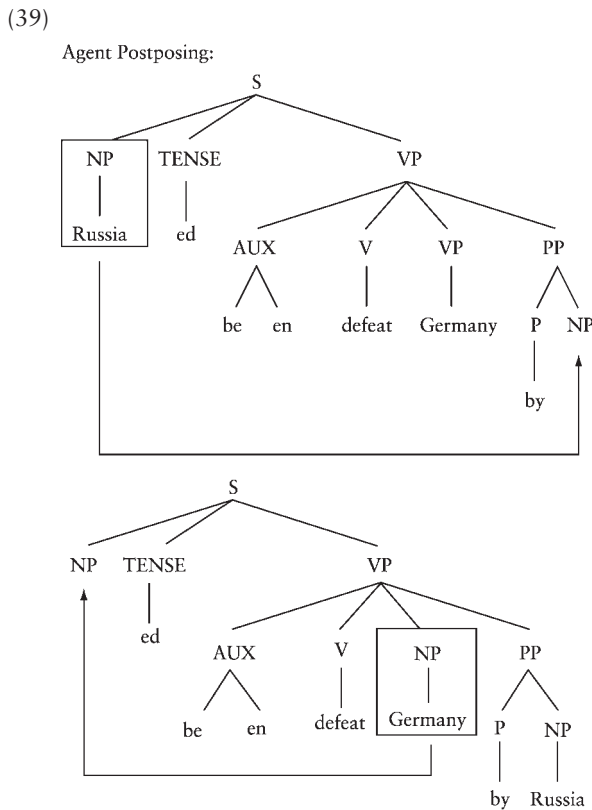 (39)
Agent Postposing:
S
NP TENSE VP
Russia ed
AUX V VP PP
be en defeat Germany P NP
by
S
NP TENSE VP
ed
AUX V NP PP
be en defeat Germany P NP
by Russia